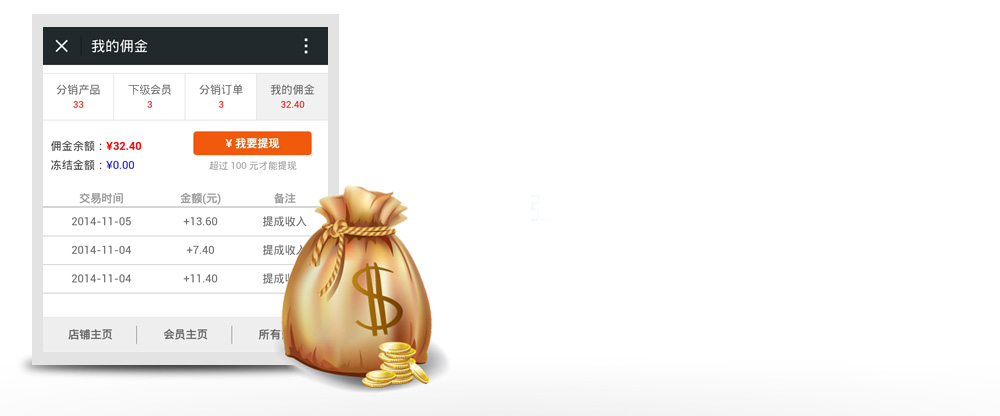 我的佣金
分销产品 下级会员 分销订单 我的佣金
33 3 3 32.40
佣金余额：¥32.40 ¥ 我要提现
冻结金额：¥0.00 超过 100 元才能提现
交易时间 金额(元) 备注
2014-11-05 +13.60 提成收入
2014-11-04 +7.40 提成收入
2014-11-04 +11.40 提成
店铺主页 会员主页 所有
$